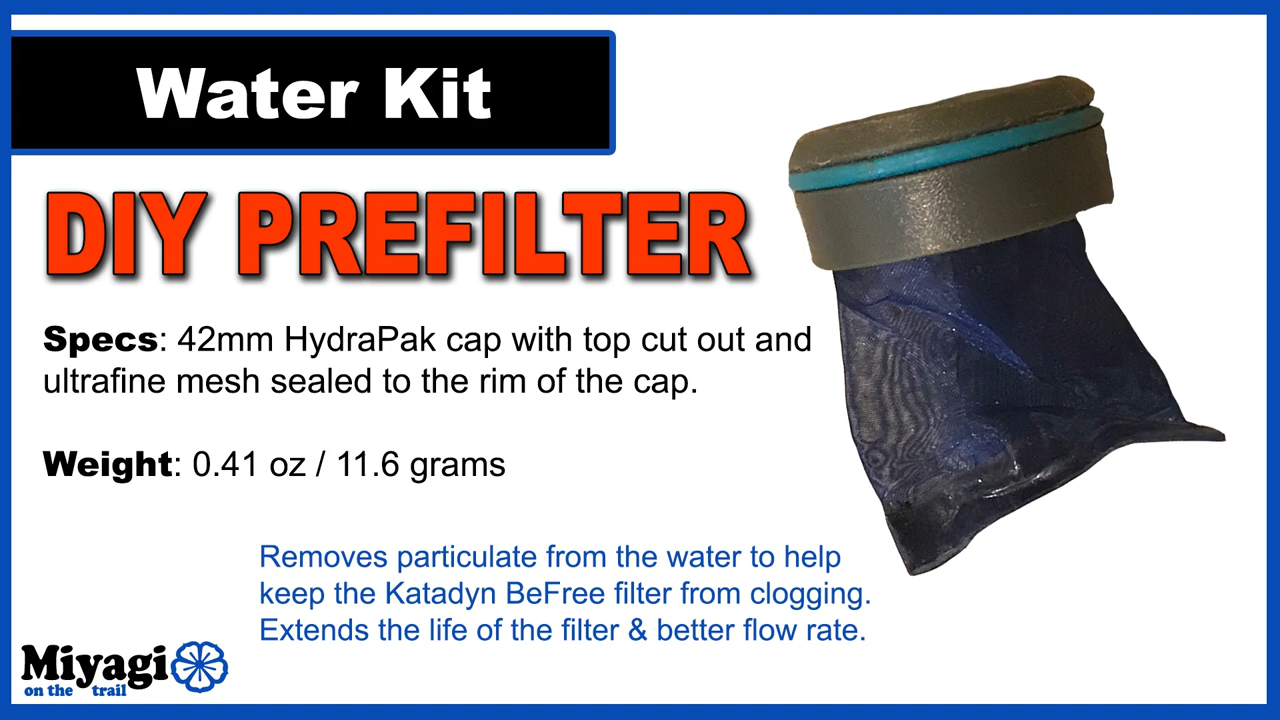 Water Kit
DIY PREFILTER
Specs: 42mm HydraPak cap with top cut out and
ultrafine mesh sealed to the rim of the cap.
Weight: 0.41 oz / 11.6 grams
Removes particulate from the water to help
keep the Katadyn BeFree filter from clogging.
Extends the life of the filter & better flow rate.
Miyagi
on the trail